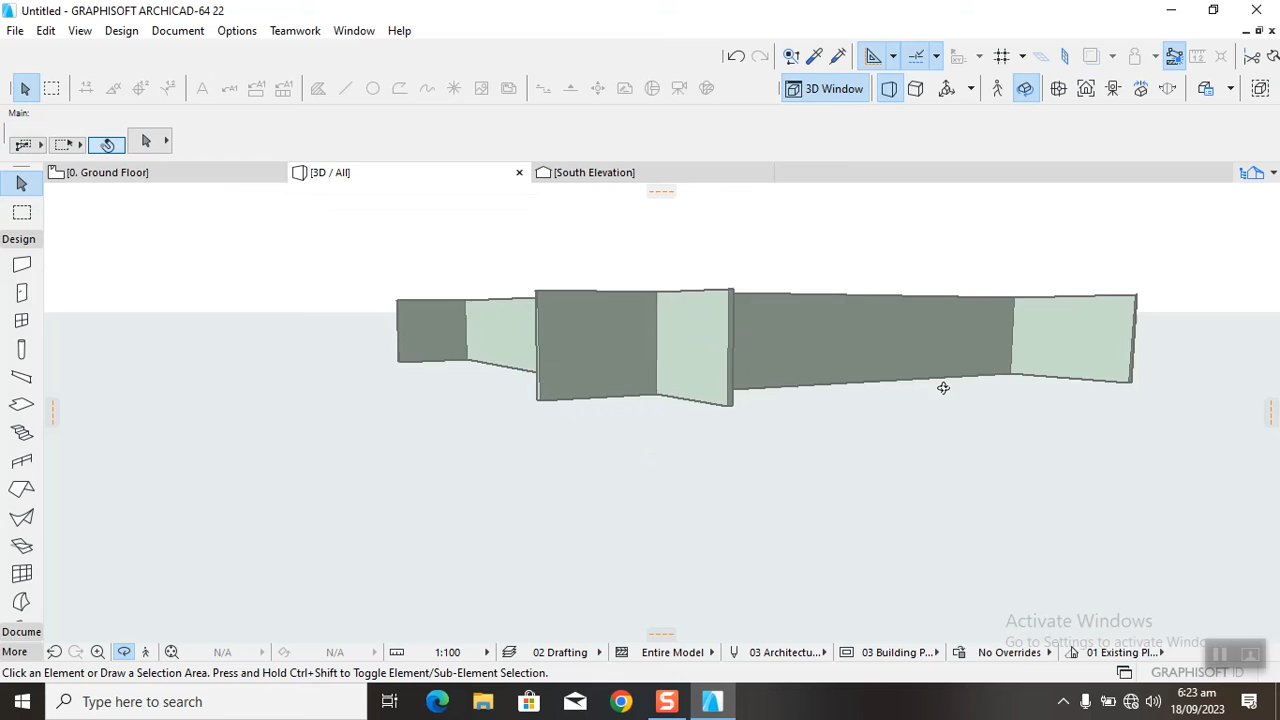 Untitled - GRAPHISOFT ARCHICAD-64 22
File Edit View Design Document Options Teamwork Window Help
3D Window
Main:
[0. Ground Floor]
[3D / All]
[South Elevation]
Design
Docume
More
N/A
N/A
1:100
02 Drafting
Entire Model
03 Architectu...
03 Building P...
No Overrides
01 Existing Pl...
Activate Windows
Go to Settings to activate Windo
Click an Element or Draw a Selection Area. Press and Hold Ctrl+Shift to Toggle Element/Sub-Element Selection.
GRAPHISOFT ID
Type here to search
6:23 am
18/09/2023